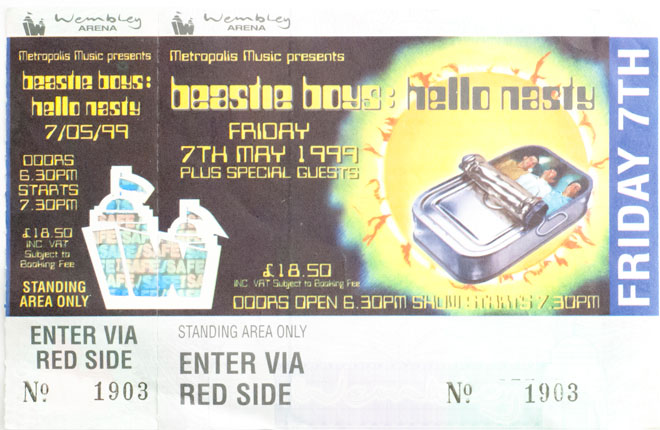 Wembley
ARENA
Metropolis Music presents
beastie boys:
hello nasty
7/05/99
DOORS
6.30PM
STARTS
7.30PM
£18.50
INC. VAT
Subject to
Booking Fee
STANDING
AREA ONLY
SAFE/SAFE
ENTER VIA
RED SIDE
No 1903
Wembley
ARENA
Metropolis Music presents
beastie boys: hello nasty
FRIDAY
7TH MAY 1999
PLUS SPECIAL GUESTS
£18.50
INC. VAT Subject to Booking Fee
DOORS OPEN 6.30PM SHOW STARTS 7.30PM
STANDING AREA ONLY
ENTER VIA
RED SIDE
Wembley
No 1903
FRIDAY 7TH